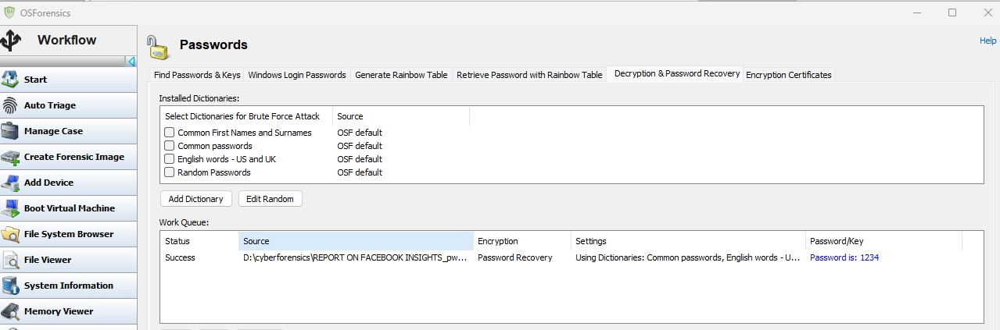 OSForensics
Workflow
Start
Auto Triage
Manage Case
Create Forensic Image
Add Device
Boot Virtual Machine
File System Browser
File Viewer
System Information
Memory Viewer
Passwords
Help
Find Passwords & Keys Windows Login Passwords Generate Rainbow Table Retrieve Password with Rainbow Table Decryption & Password Recovery Encryption Certificates
Installed Dictionaries:
Select Dictionaries for Brute Force Attack Source
Common First Names and Surnames OSF default
Common passwords OSF default
English words - US and UK OSF default
Random Passwords OSF default
Add Dictionary Edit Random
Work Queue:
Status Source Encryption Settings Password/Key
Success D:\cyberforensics\REPORT ON FACEBOOK INSIGHTS_pw... Password Recovery Using Dictionaries: Common passwords, English words - U... Password is: 1234